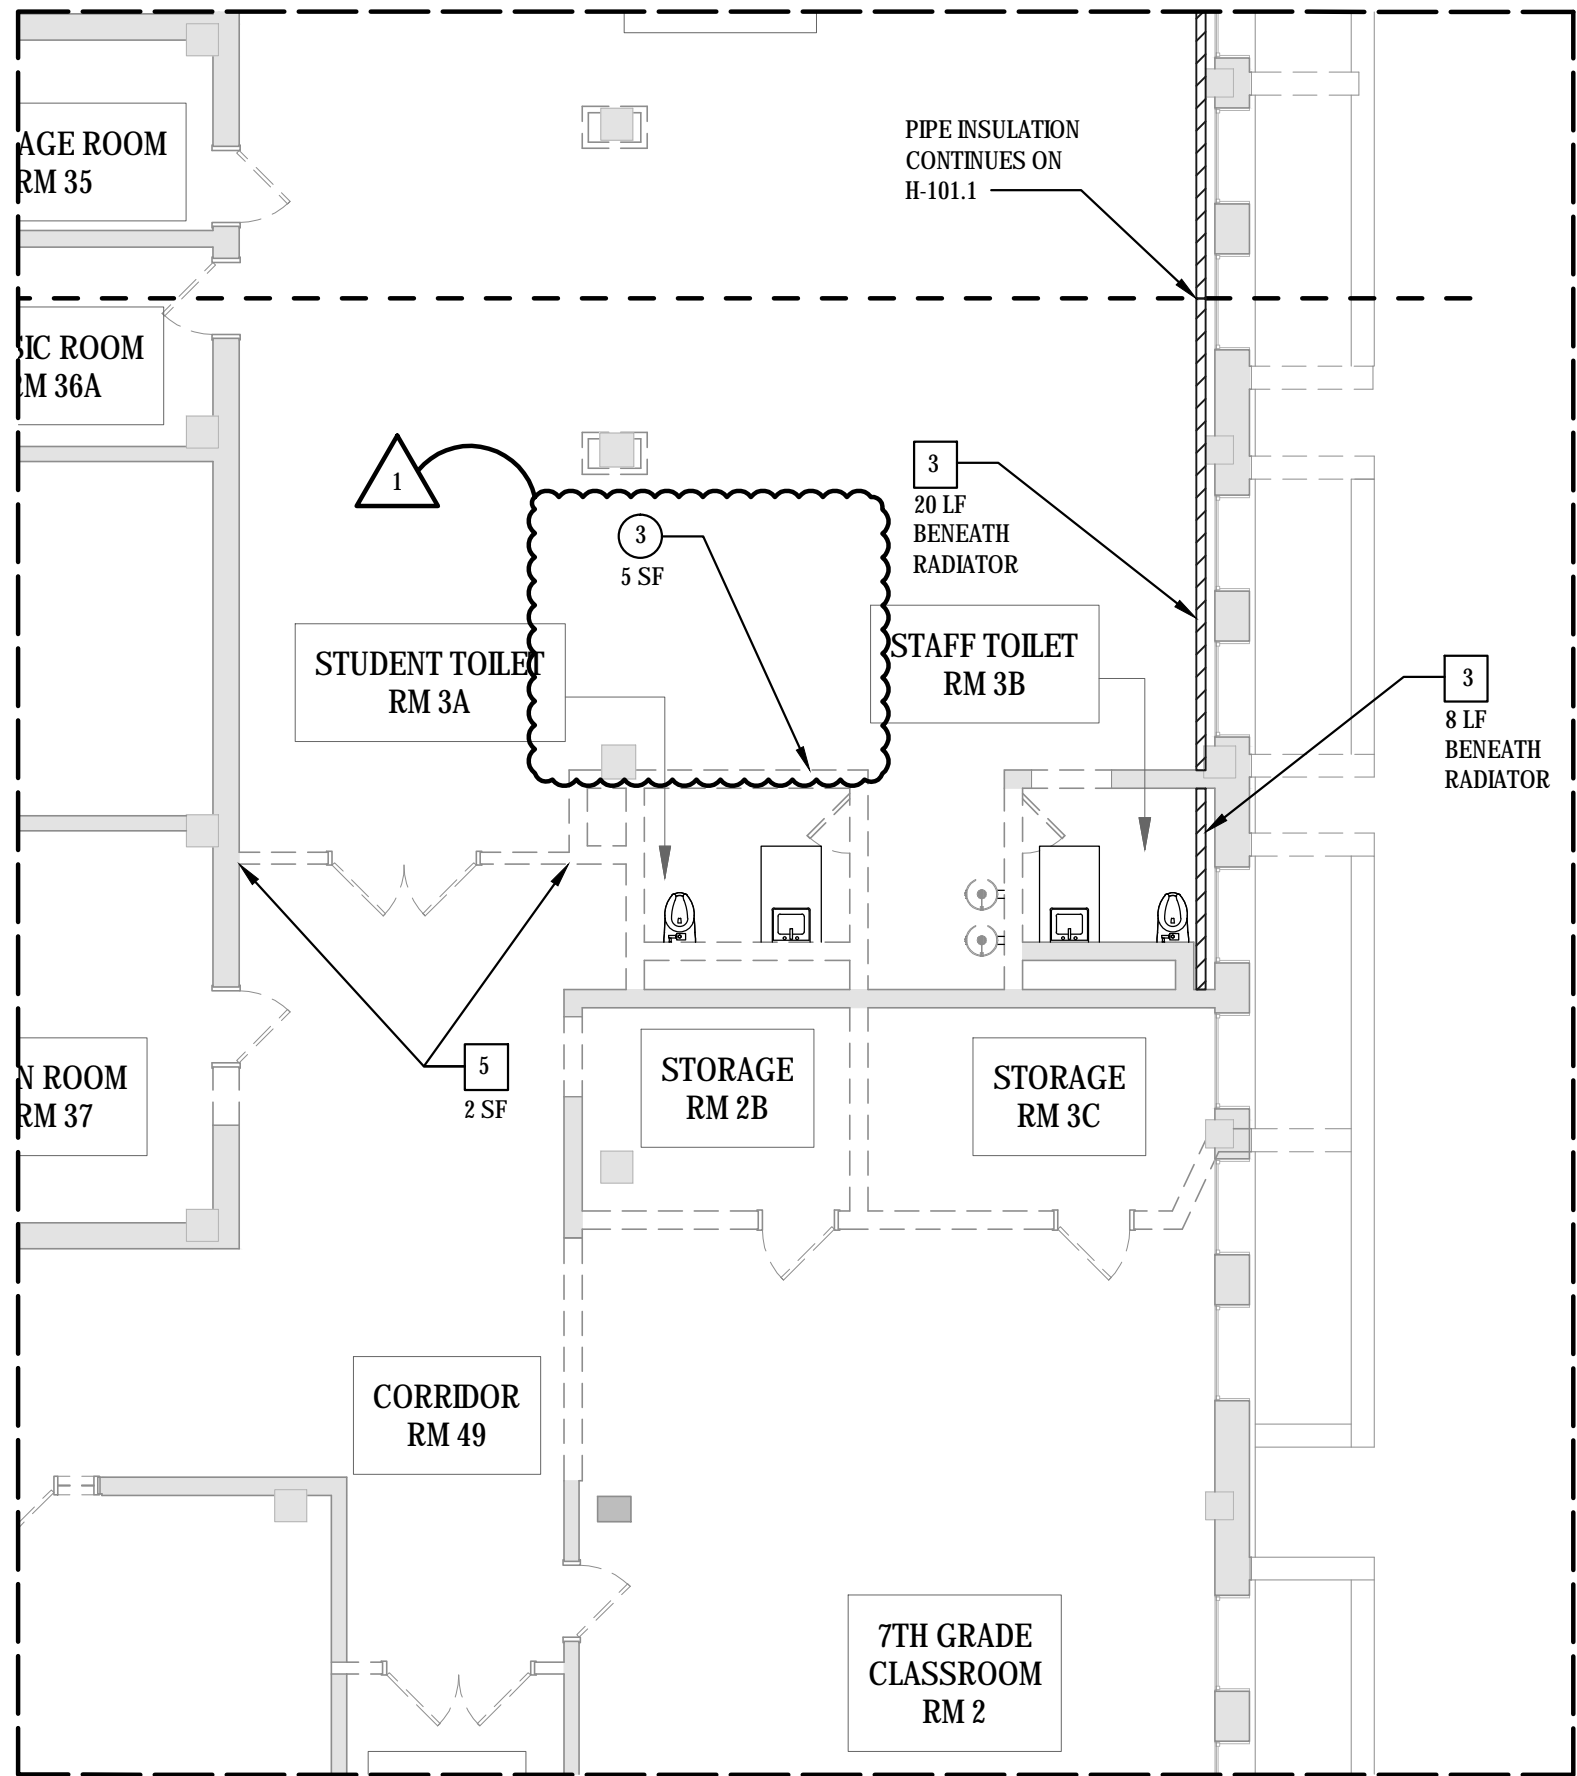 PIPE INSULATION
CONTINUES ON
H-101.1
AGE ROOM
RM 35
SIC ROOM
RM 36A
1
3
5 SF
3
20 LF
BENEATH
RADIATOR
STUDENT TOILET
RM 3A
STAFF TOILET
RM 3B
3
8 LF
BENEATH
RADIATOR
N ROOM
RM 37
5
2 SF
STORAGE
RM 2B
STORAGE
RM 3C
CORRIDOR
RM 49
7TH GRADE
CLASSROOM
RM 2